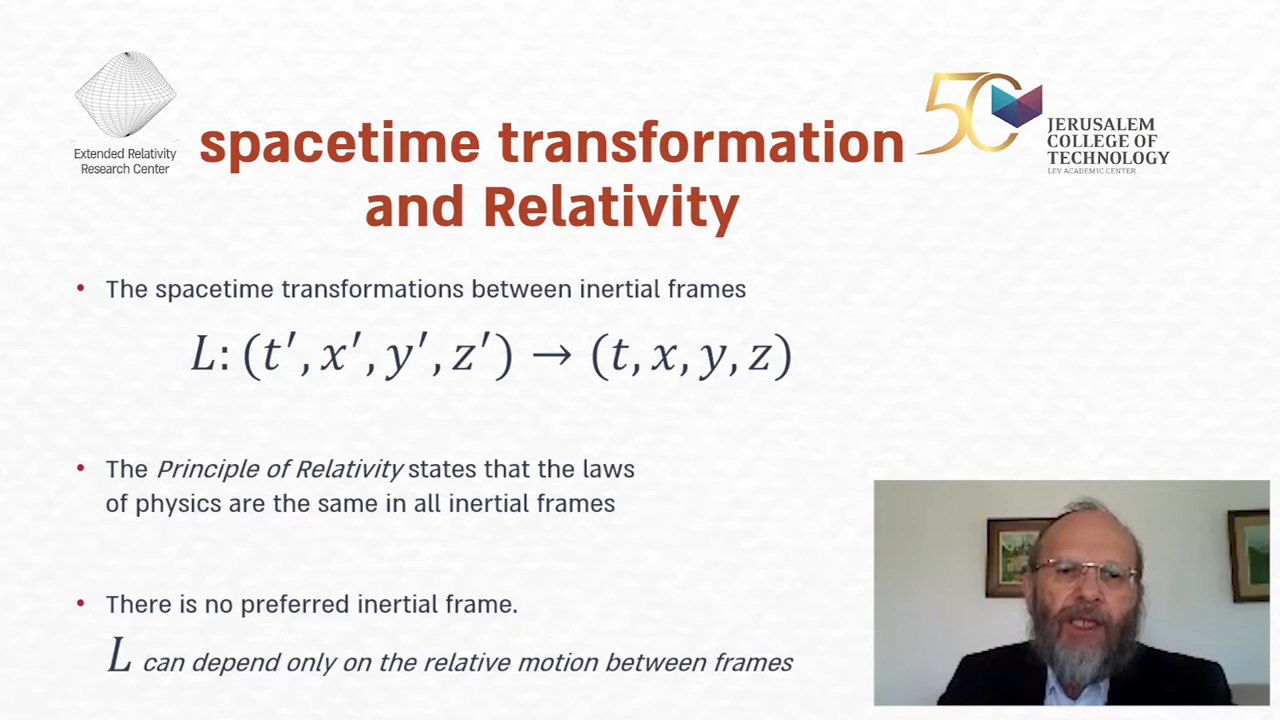 Extended Relativity
Research Center
50
JERUSALEM
COLLEGE OF
TECHNOLOGY
LEV ACADEMIC CENTER
spacetime transformation
and Relativity
• The spacetime transformations between inertial frames
L: (t′, x′, y′, z′) → (t, x, y, z)
• The Principle of Relativity states that the laws
of physics are the same in all inertial frames
• There is no preferred inertial frame.
L can depend only on the relative motion between frames